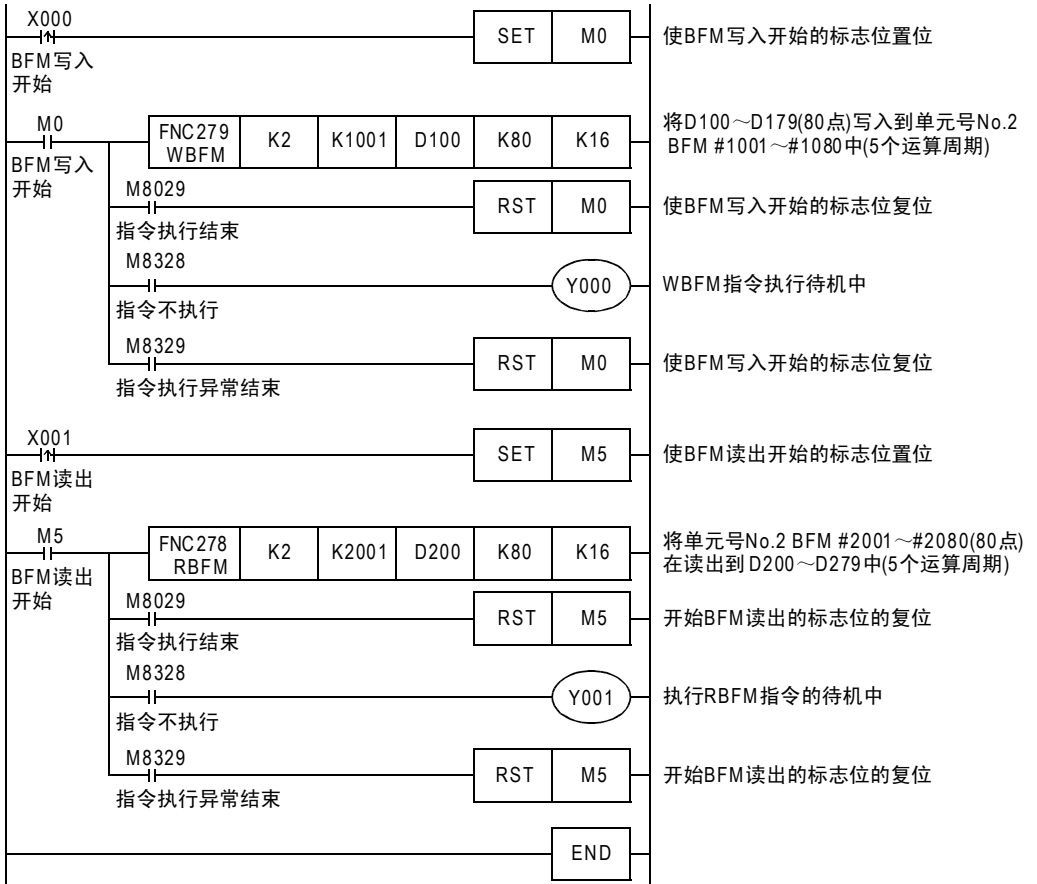 X000
SET M0 使BFM写入开始的标志位置位
BFM写入
开始
M0
FNC279 WBFM K2 K1001 D100 K80 K16
将D100～D179(80点)写入到单元号No.2
BFM #1001～#1080中(5个运算周期)
BFM写入
开始
M8029
RST M0 使BFM写入开始的标志位复位
指令执行结束
M8328
Y000 WBFM指令执行待机中
指令不执行
M8329
RST M0 使BFM写入开始的标志位复位
指令执行异常结束
X001
SET M5 使BFM读出开始的标志位置位
BFM读出
开始
M5
FNC278 RBFM K2 K2001 D200 K80 K16
将单元号No.2 BFM #2001～#2080(80点)
在读出到D200～D279中(5个运算周期)
BFM读出
开始
M8029
RST M5 开始BFM读出的标志位的复位
指令执行结束
M8328
Y001 执行RBFM指令的待机中
指令不执行
M8329
RST M5 开始BFM读出的标志位的复位
指令执行异常结束
END